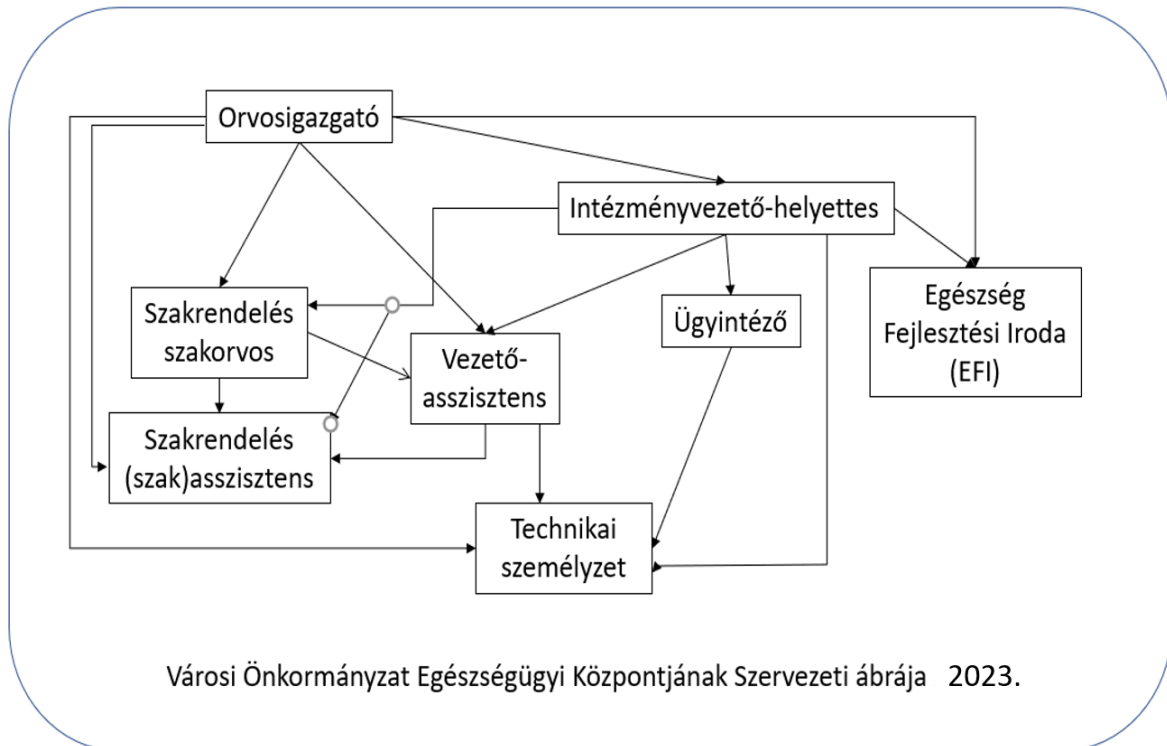 Orvosigazgató
Intézményvezető-helyettes
Egészség
Fejlesztési Iroda
(EFI)
Szakrendelés
szakorvos
Ügyintéző
Vezető-
asszisztens
Szakrendelés
(szak)asszisztens
Technikai
személyzet
Városi Önkormányzat Egészségügyi Központjának Szervezeti ábrája 2023.